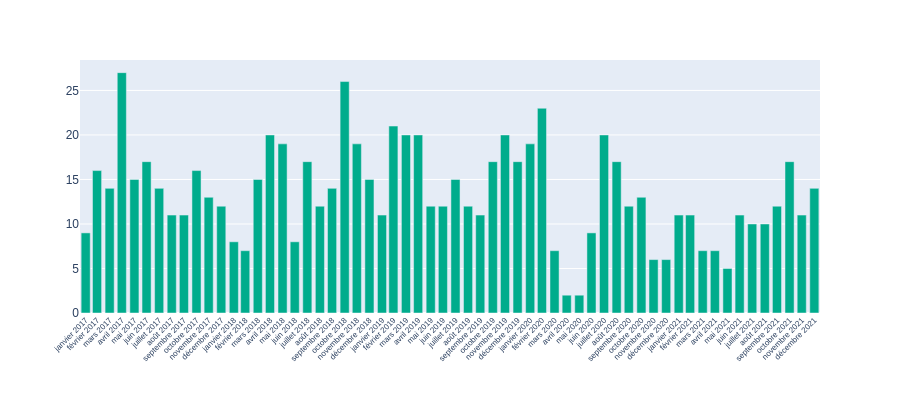 25
20
15
10
5
0
janvier 2017
février 2017
mars 2017
avril 2017
mai 2017
juin 2017
juillet 2017
août 2017
septembre 2017
octobre 2017
novembre 2017
décembre 2017
janvier 2018
février 2018
mars 2018
avril 2018
mai 2018
juin 2018
juillet 2018
août 2018
septembre 2018
octobre 2018
novembre 2018
décembre 2018
janvier 2019
février 2019
mars 2019
avril 2019
mai 2019
juin 2019
juillet 2019
août 2019
septembre 2019
octobre 2019
novembre 2019
décembre 2019
janvier 2020
février 2020
mars 2020
avril 2020
mai 2020
juin 2020
juillet 2020
août 2020
septembre 2020
octobre 2020
novembre 2020
décembre 2020
janvier 2021
février 2021
mars 2021
avril 2021
mai 2021
juin 2021
juillet 2021
août 2021
septembre 2021
octobre 2021
novembre 2021
décembre 2021